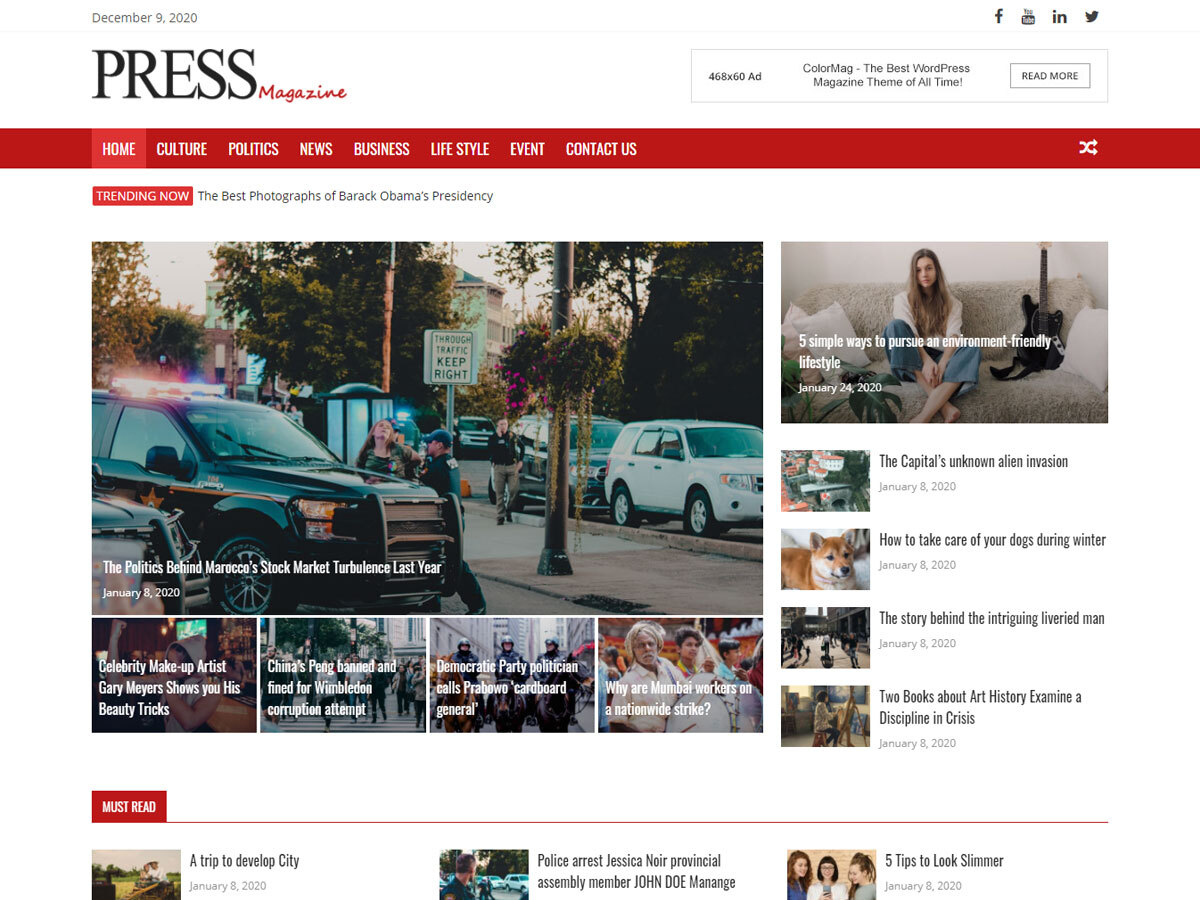 December 9, 2020
You
Tube
PRESS
Magazine
468x60 Ad
ColorMag - The Best WordPress
Magazine Theme of All Time!
READ MORE
HOME CULTURE POLITICS NEWS BUSINESS LIFE STYLE EVENT CONTACT US
TRENDING NOW The Best Photographs of Barack Obama’s Presidency
THROUGH
TRAFFIC
KEEP
RIGHT
The Politics Behind Marocco’s Stock Market Turbulence Last Year
January 8, 2020
Celebrity Make-up Artist
Gary Meyers Shows you His
Beauty Tricks
China’s Peng banned and
fined for Wimbledon
corruption attempt
Democratic Party politician
calls Prabowo ‘cardboard
general’
Why are Mumbai workers on
a nationwide strike?
5 simple ways to pursue an environment-friendly
lifestyle
January 24, 2020
The Capital’s unknown alien invasion
January 8, 2020
How to take care of your dogs during winter
January 8, 2020
The story behind the intriguing liveried man
January 8, 2020
Two Books about Art History Examine a
Discipline in Crisis
January 8, 2020
MUST READ
A trip to develop City
January 8, 2020
Police arrest Jessica Noir provincial
assembly member JOHN DOE Manange
5 Tips to Look Slimmer
January 8, 2020